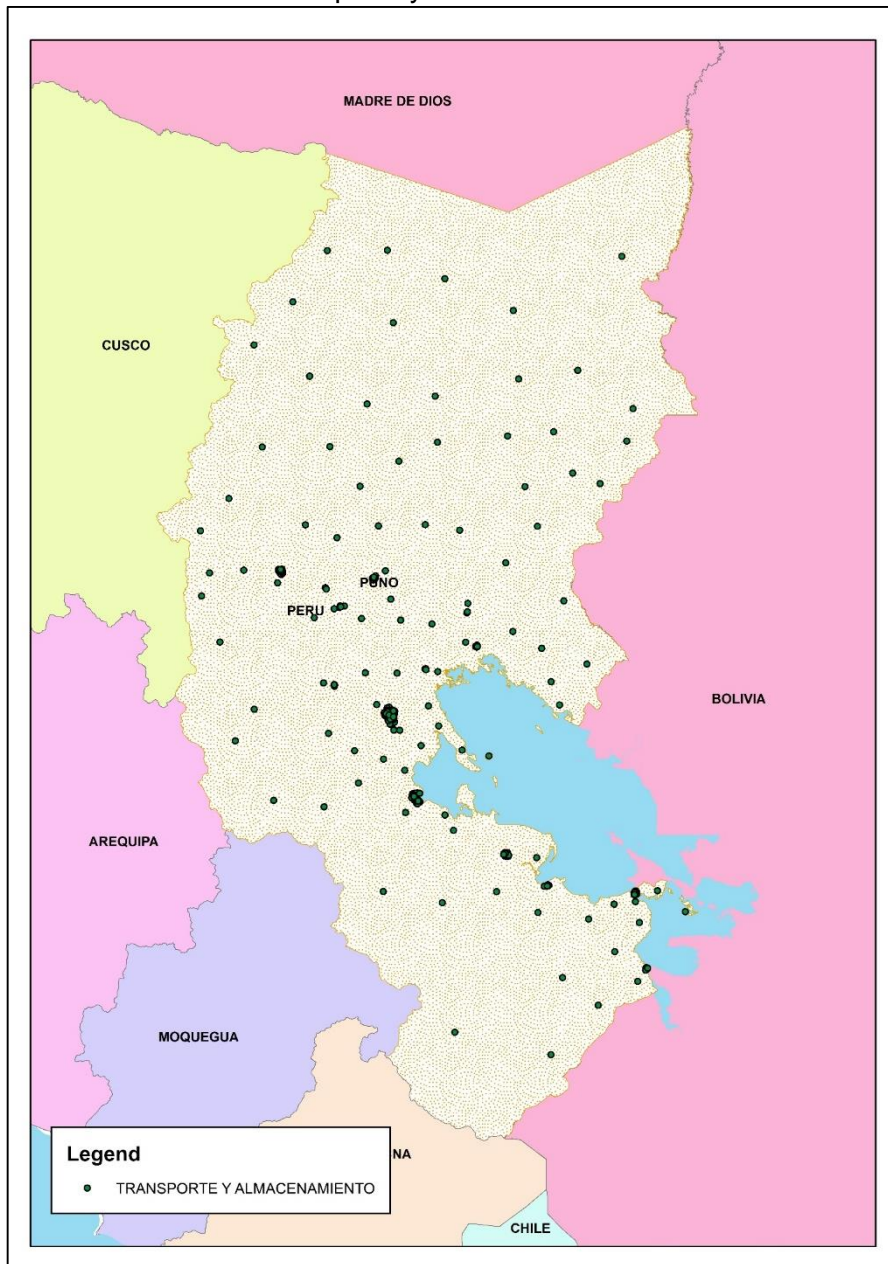 MADRE DE DIOS
CUSCO
PUNO
PERU
BOLIVIA
AREQUIPA
MOQUEGUA
Legend
NA
TRANSPORTE Y ALMACENAMIENTO
CHILE